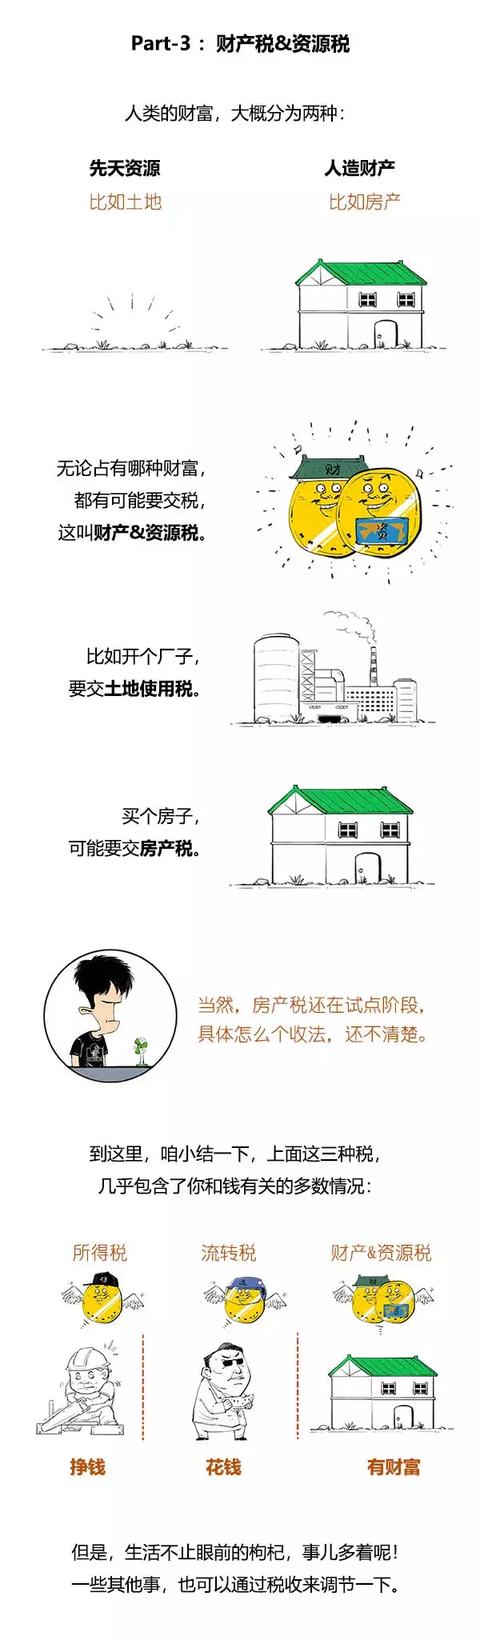 Part-3： 财产税&资源税
人类的财富，大概分为两种：
先天资源
人造财产
比如土地
比如房产
无论占有哪种财富，
都有可能要交税，
这叫财产&资源税。
财
资
比如开个厂子，
要交土地使用税。
买个房子，
可能要交房产税。
当然，房产税还在试点阶段，
具体怎么个收法，还不清楚。
到这里，咱小结一下，上面这三种税，
几乎包含了你和钱有关的多数情况：
所得税
流转税
财产&资源税
挣钱
花钱
有财富
但是，生活不止眼前的枸杞，事儿多着呢！
一些其他事，也可以通过税收来调节一下。